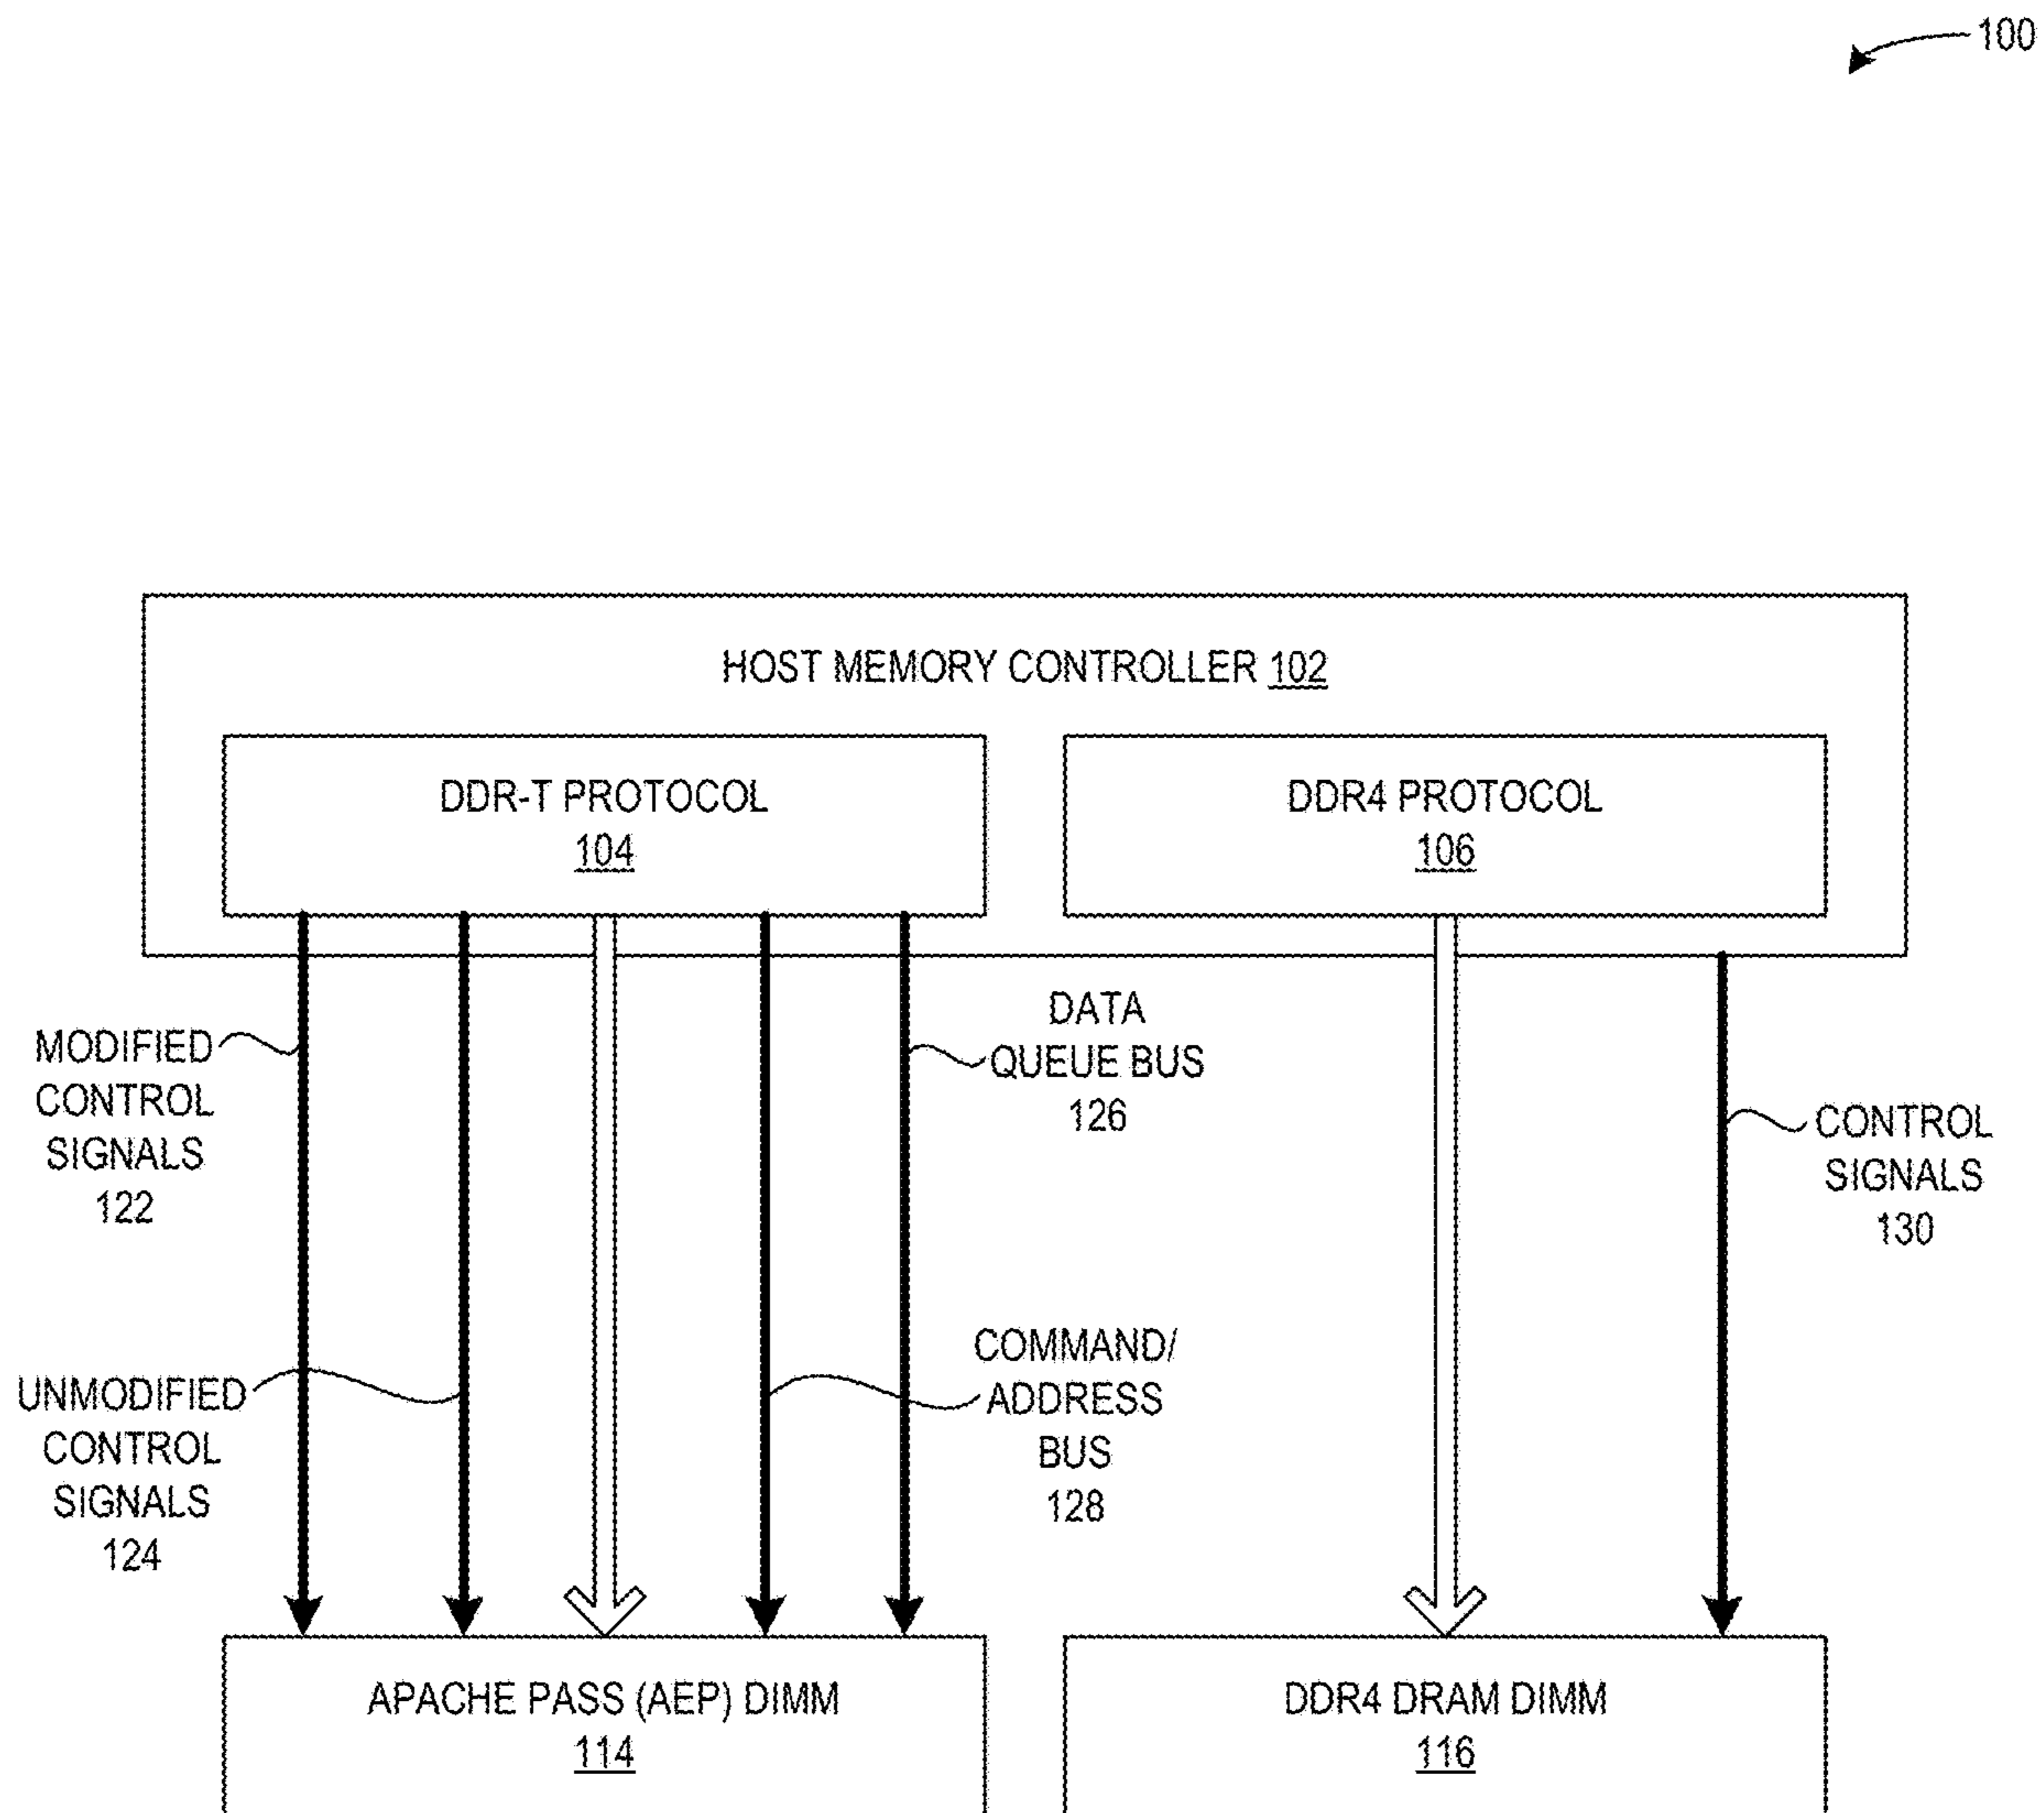 100
HOST MEMORY CONTROLLER 102
DDR-T PROTOCOL
104
DDR4 PROTOCOL
106
MODIFIED
CONTROL
SIGNALS
122
DATA
QUEUE BUS
126
CONTROL
SIGNALS
130
UNMODIFIED
CONTROL
SIGNALS
124
COMMAND/
ADDRESS
BUS
128
APACHE PASS (AEP) DIMM
114
DDR4 DRAM DIMM
116